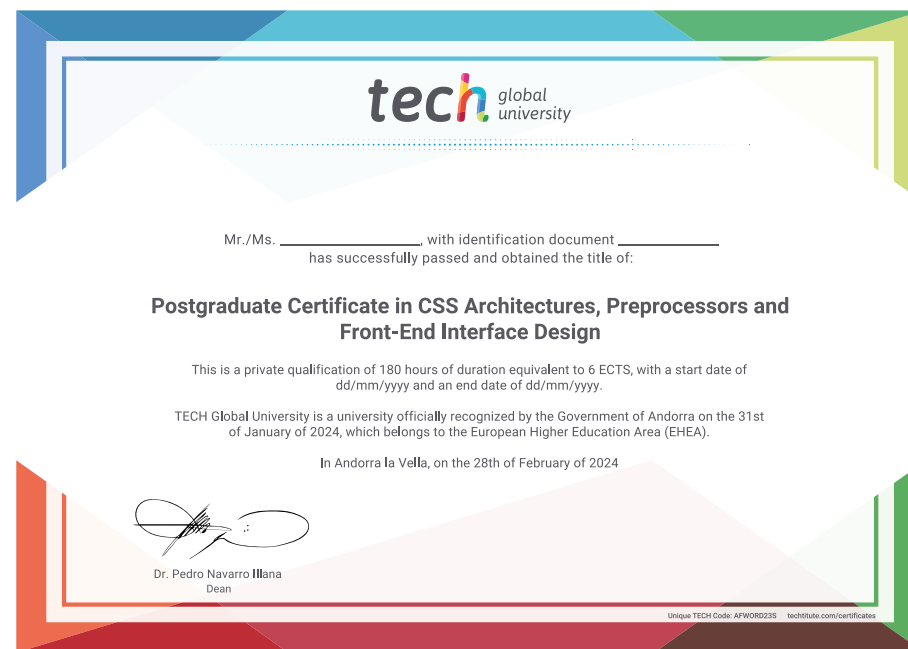 tech global university
Mr./Ms. ____________________, with identification document ______________
has successfully passed and obtained the title of:
Postgraduate Certificate in CSS Architectures, Preprocessors and
Front-End Interface Design
This is a private qualification of 180 hours of duration equivalent to 6 ECTS, with a start date of
dd/mm/yyyy and an end date of dd/mm/yyyy.
TECH Global University is a university officially recognized by the Government of Andorra on the 31st
of January of 2024, which belongs to the European Higher Education Area (EHEA).
In Andorra la Vella, on the 28th of February of 2024
Dr. Pedro Navarro Illana
Dean
Unique TECH Code: AFWORD23S techtitute.com/certificates